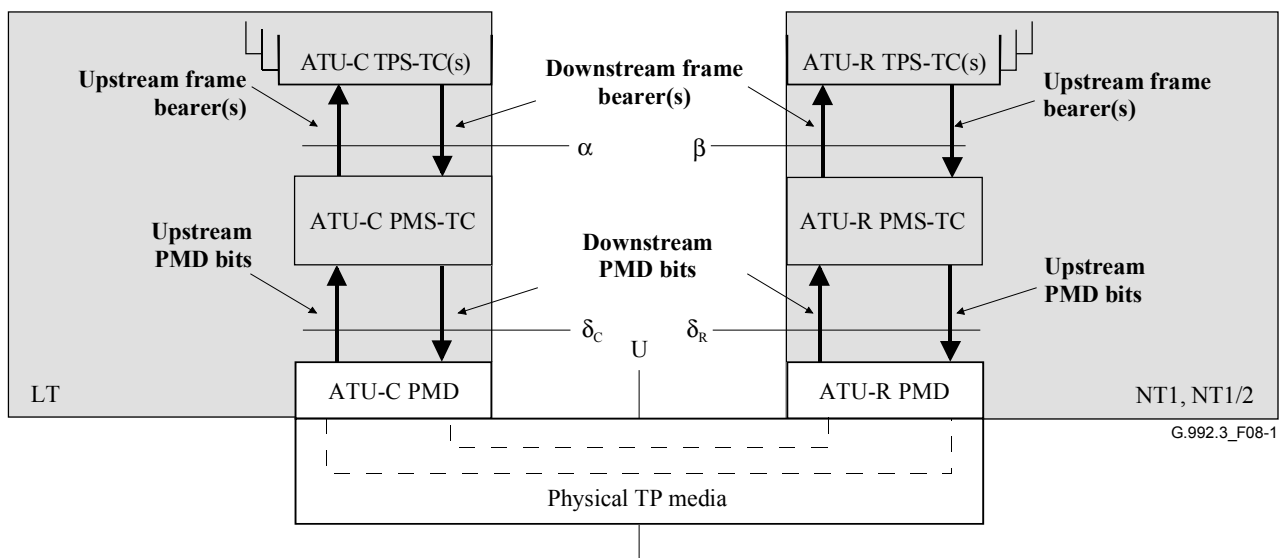 ATU-C TPS-TC(s)
ATU-R TPS-TC(s)
Upstream frame
bearer(s)
Downstream frame
bearer(s)
Upstream frame
bearer(s)
α
β
ATU-C PMS-TC
ATU-R PMS-TC
Upstream
PMD bits
Downstream
PMD bits
Upstream
PMD bits
δC
δR
U
LT
ATU-C PMD
ATU-R PMD
NT1, NT1/2
G.992.3_F08-1
Physical TP media